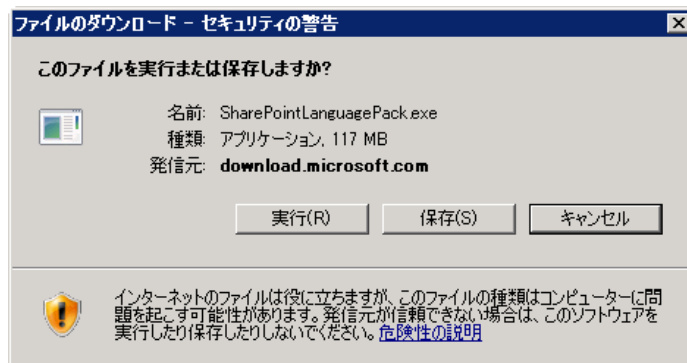 ファイルのダウンロード - セキュリティの警告
このファイルを実行または保存しますか?
名前: SharePointLanguagePack.exe
種類: アプリケーション, 117 MB
発信元: download.microsoft.com
実行(R) 保存(S) キャンセル
インターネットのファイルは役に立ちますが、このファイルの種類はコンピューターに問
題を起こす可能性があります。発信元が信頼できない場合は、このソフトウェアを
実行したり保存したりしないでください。危険性の説明